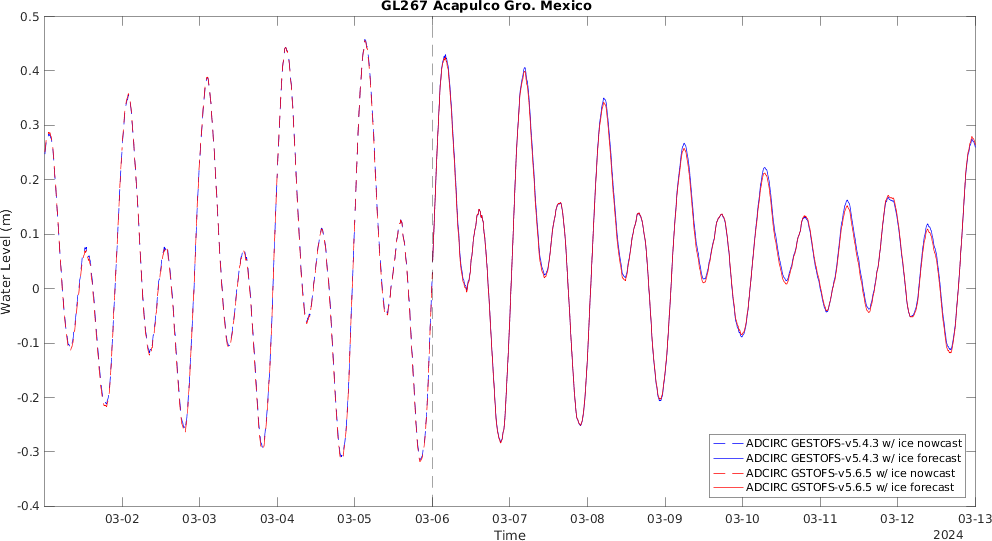 GL267 Acapulco Gro. Mexico
0.5
0.4
0.3
0.2
0.1
0
-0.1
-0.2
-0.3
-0.4
Water Level (m)
ADCIRC GESTOFS-v5.4.3 w/ ice nowcast
ADCIRC GESTOFS-v5.4.3 w/ ice forecast
ADCIRC GSTOFS-v5.6.5 w/ ice nowcast
ADCIRC GSTOFS-v5.6.5 w/ ice forecast
03-02 03-03 03-04 03-05 03-06 03-07 03-08 03-09 03-10 03-11 03-12 03-13
Time
2024